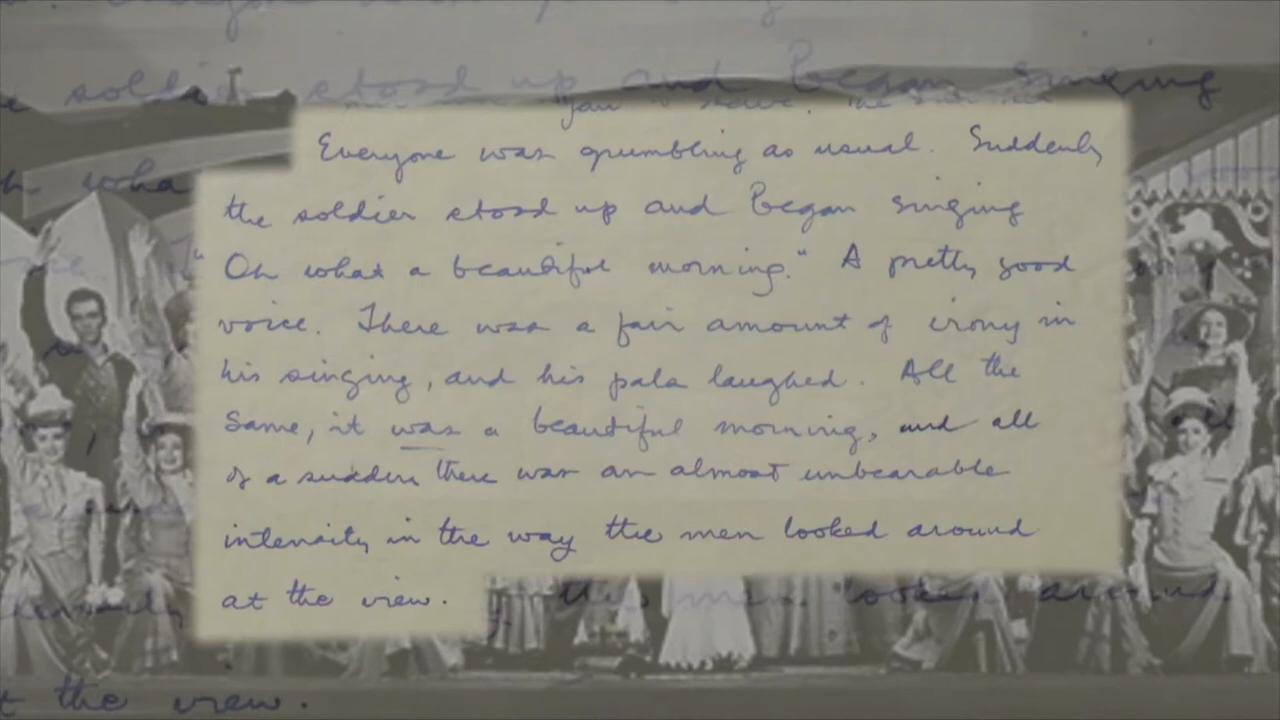 Everyone was grumbling as usual. Suddenly
the soldier stood up and began singing
"Oh what a beautiful morning." A pretty good
voice. There was a fair amount of irony in
his singing, and his pals laughed. All the
same, it was a beautiful morning, and all
of a sudden there was an almost unbearable
intensity in the way the men looked around
at the view.